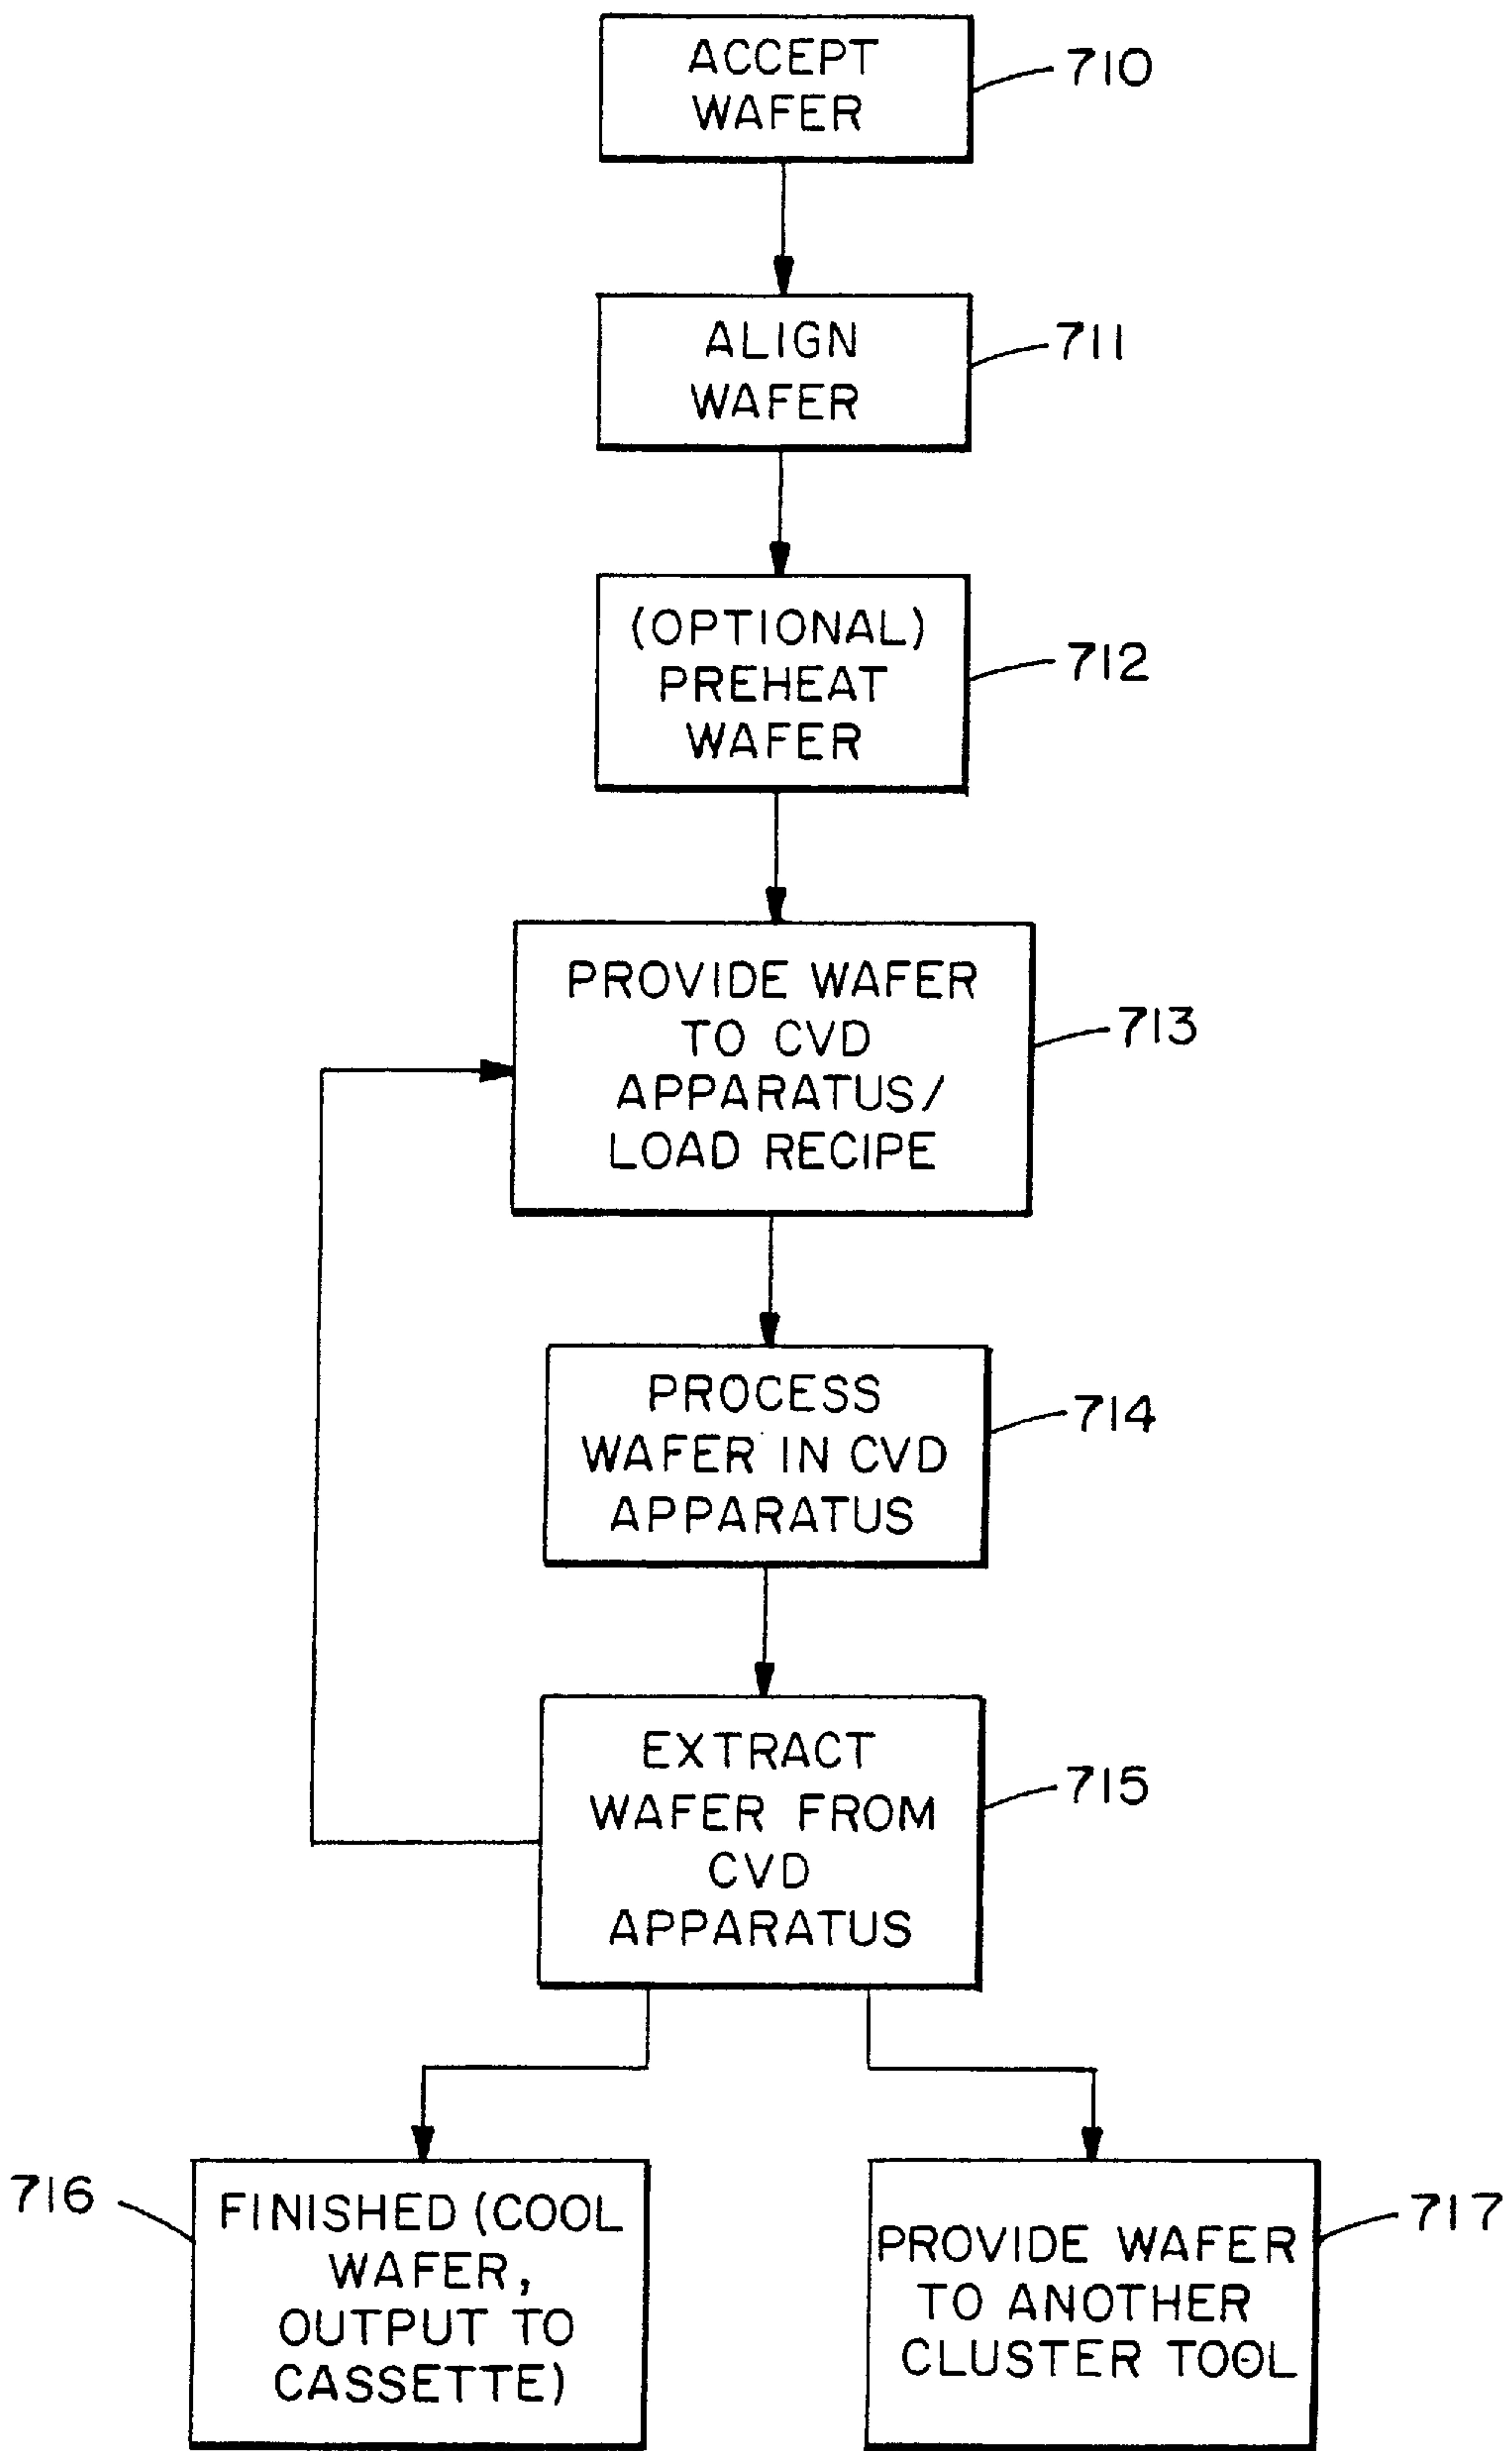 ACCEPT
WAFER
710
ALIGN
WAFER
711
(OPTIONAL)
PREHEAT
WAFER
712
PROVIDE WAFER
TO CVD
APPARATUS/
LOAD RECIPE
713
PROCESS
WAFER IN CVD
APPARATUS
714
EXTRACT
WAFER FROM
CVD
APPARATUS
715
716
FINISHED (COOL
WAFER,
OUTPUT TO
CASSETTE)
PROVIDE WAFER
TO ANOTHER
CLUSTER TOOL
717